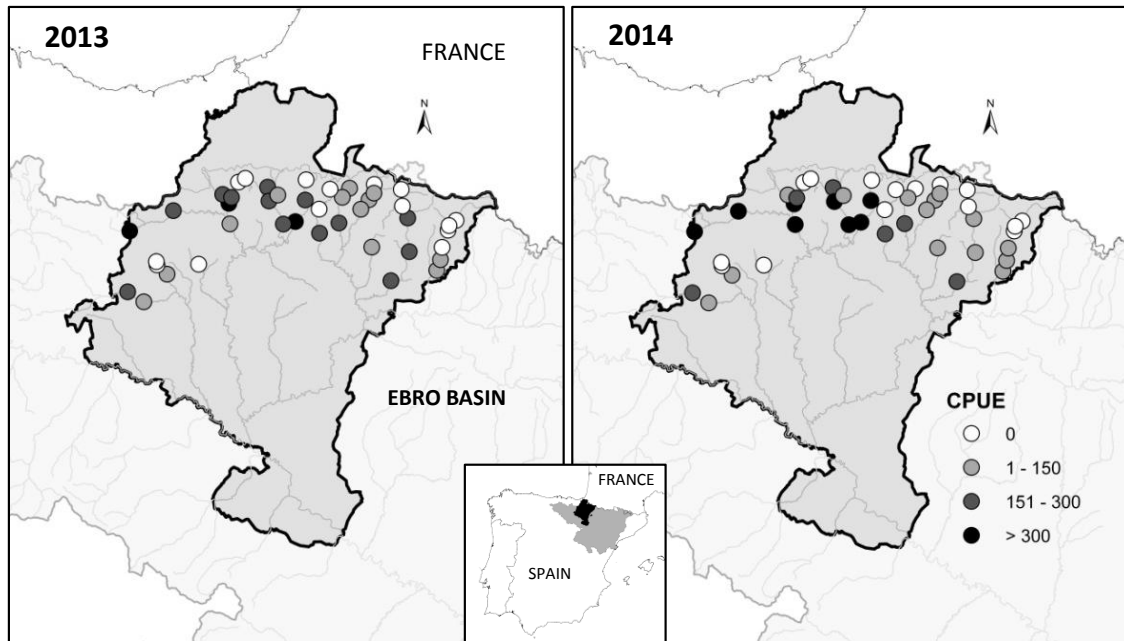 2013
FRANCE
N
EBRO BASIN
2014
N
CPUE
0
1 - 150
151 - 300
> 300
FRANCE
SPAIN